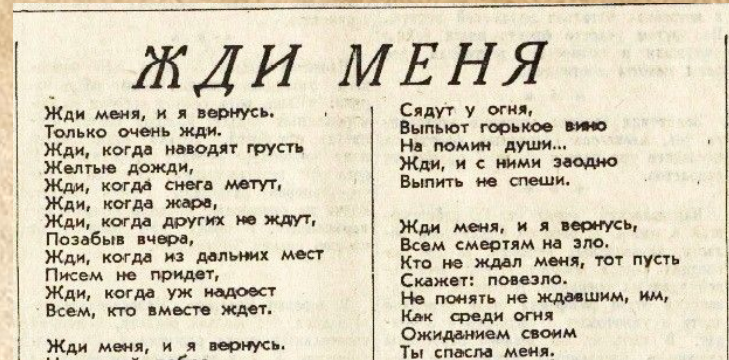 ЖДИ МЕНЯ
Жди меня, и я вернусь.
Только очень жди.
Жди, когда наводят грусть
Желтые дожди,
Жди, когда снега метут,
Жди, когда жара,
Жди, когда других не ждут,
Позабыв вчера,
Жди, когда из дальних мест
Писем не придет,
Жди, когда уж надоест
Всем, кто вместе ждет.
Жди меня, и я вернусь.
Сядут у огня,
Выпьют горькое вино
На помин души...
Жди, и с ними заодно
Выпить не спеши.
Жди меня, и я вернусь,
Всем смертям на зло.
Кто не ждал меня, тот пусть
Скажет: повезло.
Не понять не ждавшим, им,
Как среди огня
Ожиданием своим
Ты спасла меня.